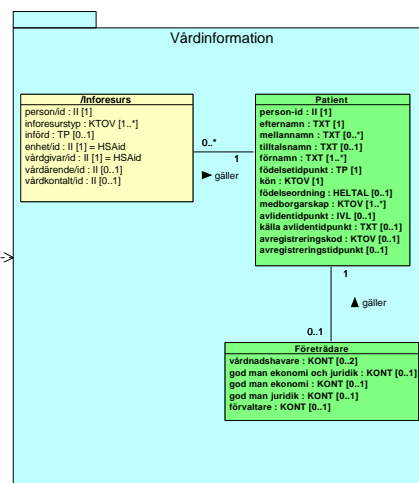 Vårdinformation
/Inforesurs
person/id : II [1]
inforesurstyp : KTOV [1..*]
införd : TP [0..1]
enhet/id : II [1] = HSAid
vårdgivar/id : II [1] = HSAid
vårdärende/id : II [0..1]
vårdkontalt/id : II [0..1]
0..*
1
gäller
Patient
person-id : II [1]
efternamn : TXT [1]
mellannamn : TXT [0..*]
tilltalsnamn : TXT [0..1]
förnamn : TXT [1..*]
födelsetidpunkt : TP [1]
kön : KTOV [1]
födelseordning : HELTAL [0..1]
medborgarskap : KTOV [1..*]
avlidentidpunkt : IVL [0..1]
källa avlidentidpunkt : TXT [0..1]
avregistreringskod : KTOV [0..1]
avregistreringstidpunkt [0..1]
1
gäller
0..1
Företrädare
vårdnadshavare : KONT [0..2]
god man ekonomi och juridik : KONT [0..1]
god man ekonomi : KONT [0..1]
god man juridik : KONT [0..1]
förvaltare : KONT [0..1]